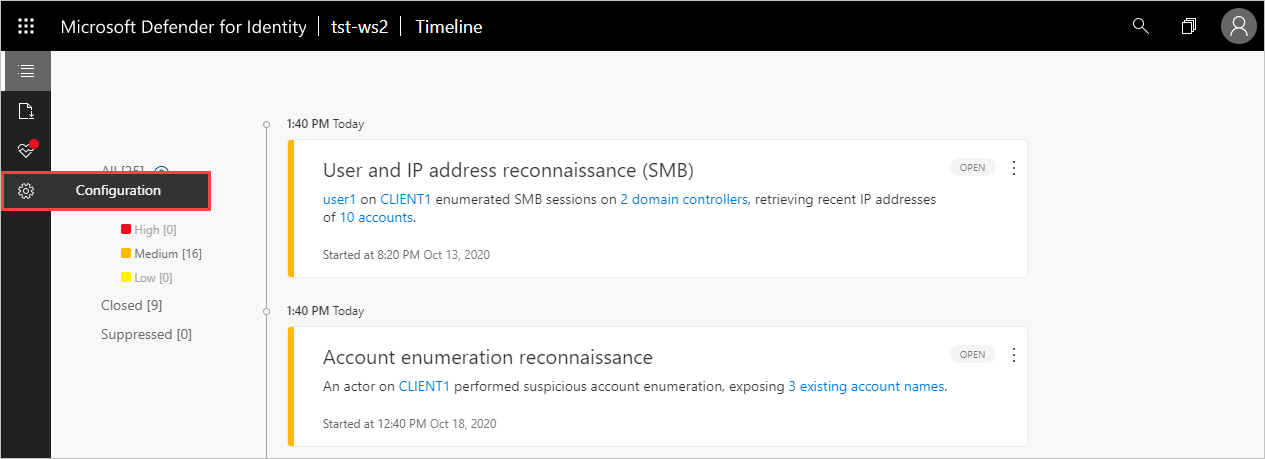 Microsoft Defender for Identity | tst-ws2 | Timeline
1:40 PM Today
All [25]
User and IP address reconnaissance (SMB)
OPEN
Configuration
user1 on CLIENT1 enumerated SMB sessions on 2 domain controllers, retrieving recent IP addresses
of 10 accounts.
High [0]
Medium [16]
Started at 8:20 PM Oct 13, 2020
Low [0]
Closed [9]
1:40 PM Today
Suppressed [0]
Account enumeration reconnaissance
OPEN
An actor on CLIENT1 performed suspicious account enumeration, exposing 3 existing account names.
Started at 12:40 PM Oct 18, 2020